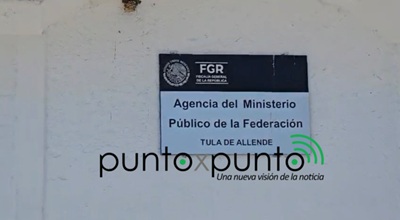 FGR
FISCALÍA GENERAL
DE LA REPÚBLICA
Agencia del Ministerio
Público de la Federación
TULA DE ALLENDE
puntoxpunto
Una nueva visión de la noticia